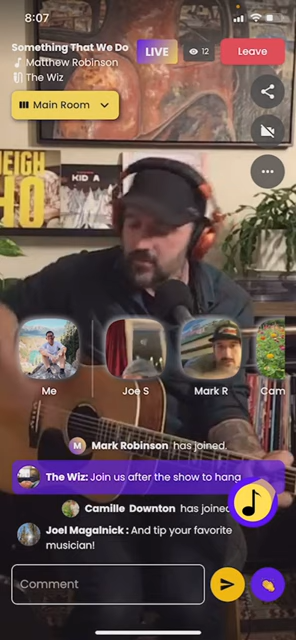 8:07
Something That We Do
Matthew Robinson
The Wiz
LIVE
12
Leave
Main Room
KID A
HO
Me
Joe S
Mark R
Cam
M
Mark Robinson has joined.
The Wiz: Join us after the show to hang
Camille Downton has joined
Joel Magalnick : And tip your favorite
musician!
Comment